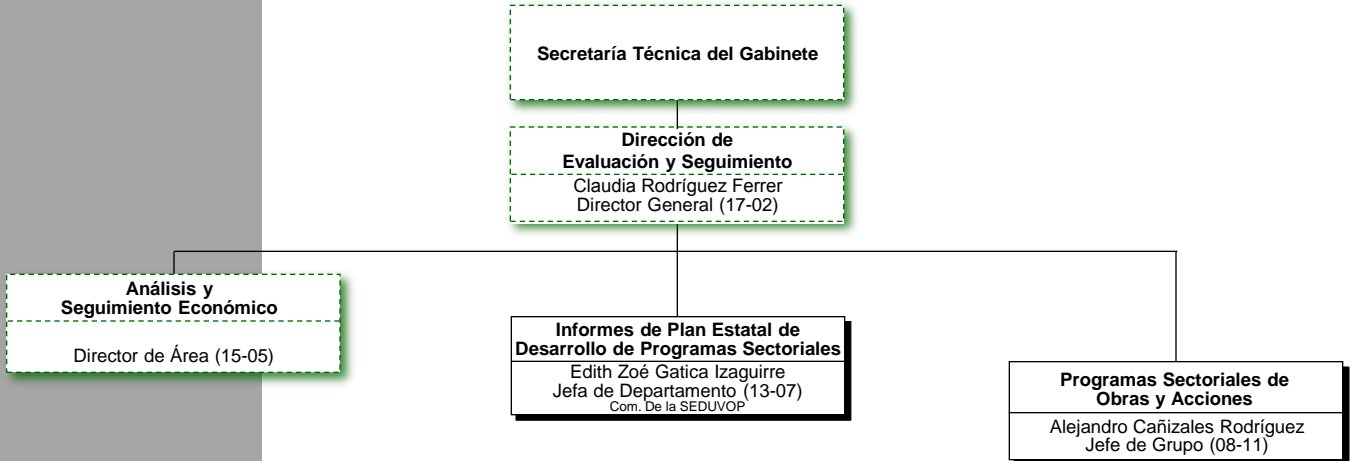 Secretaría Técnica del Gabinete
Dirección de
Evaluación y Seguimiento
Claudia Rodríguez Ferrer
Director General (17-02)
Análisis y
Seguimiento Económico
Director de Área (15-05)
Informes de Plan Estatal de
Desarrollo de Programas Sectoriales
Edith Zoé Gatica Izaguirre
Jefa de Departamento (13-07)
Com. De la SEDUVOP
Programas Sectoriales de
Obras y Acciones
Alejandro Cañizales Rodríguez
Jefe de Grupo (08-11)